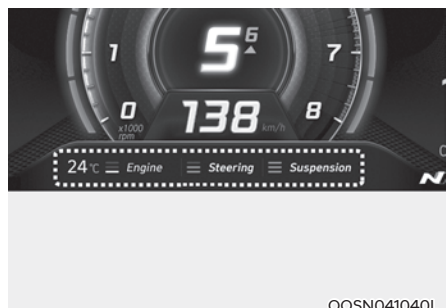 5 6
1 7
0 8
x1000
rpm
138 km/h
24°C Engine Steering Suspension
N
OOSN041040L